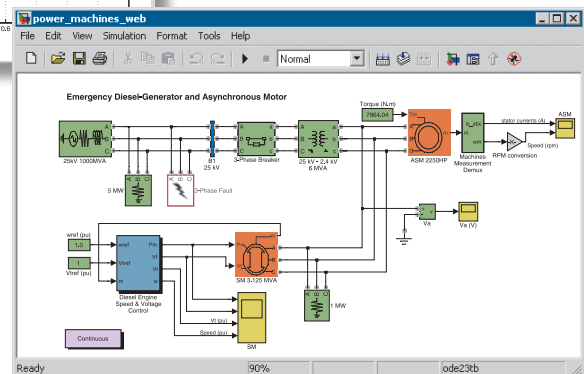 0.6
power_machines_web
File Edit View Simulation Format Tools Help
Normal
Emergency Diesel-Generator and Asynchronous Motor
Torque (N.m)
7964.04
Tm
m
ASM 2250HP
m
is_abc
wm
Machines
Measurement
Demux
stator currents (A)
Speed (rpm)
RPM conversion
ASM
A
B
C
25kV 1000MVA
A B C
5 MW
A B C
3-Phase Fault
A a
B b
C c
B1
25 kV
A a
B b
C c
3-Phase Breaker
A a
B b
C c
25 kV - 2.4 kV
6 MVA
+
-
v
Va
Va (V)
wref (pu)
1.0
1
Vtref (pu)
wref
Vtref
m
Pm
Vf
Vt
w
Diesel Engine
Speed & Voltage
Control
Pm
Vf
m
A
B
C
SM 3.125 MVA
A B C
1 MW
Vt (pu)
Speed (pu)
SM
Continuous
Ready
90%
ode23tb